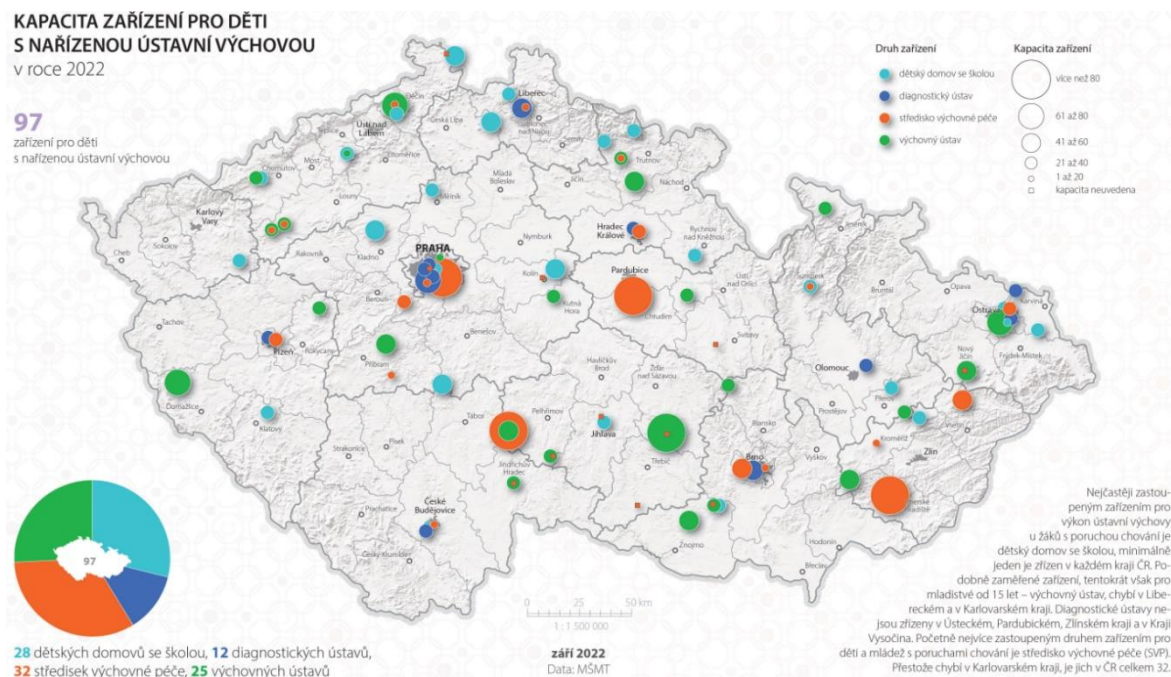 KAPACITA ZAŘÍZENÍ PRO DĚTI
S NAŘÍZENOU ÚSTAVNÍ VÝCHOVOU
v roce 2022
97
zařízení pro děti
s nařízenou ústavní výchovou
Druh zařízení
dětský domov se školou
diagnostický ústav
středisko výchovné péče
výchovný ústav
Kapacita zařízení
více než 80
61 až 80
41 až 60
21 až 40
1 až 20
kapacita neuvedena
Děčín
Liberec
Ústí nad
Labem
Česká Lípa
nad Nisou
Semily
Teplice
Litoměřice
Most
Chomutov
Louny
Mělník
Mladá
Boleslav
Jičín
Trutnov
Náchod
Jeseník
Karlovy
Vary
Sokolov
Cheb
Rakovník
Kladno
PRAHA
Nymburk
Hradec
Králové
Rychnov
nad Kněžnou
Kolín
Pardubice
Ústí
nad Orlicí
Šumperk
Bruntál
Opava
Karviná
Ostrava
Beroun
Kutná
Hora
Chrudim
Tachov
Rokycany
Plzeň
Příbram
Benešov
Svitavy
Havlíčkův
Brod
Žďár
nad Sázavou
Olomouc
Nový
Jičín
Frýdek-Místek
Domažlice
Klatovy
Tábor
Pelhřimov
Jihlava
Blansko
Prostějov
Přerov
Vsetín
Strakonice
Písek
Jindřichův
Hradec
Třebíč
Brno
Vyškov
Kroměříž
Zlín
Prachatice
České
Budějovice
Český Krumlov
Znojmo
Hodonín
Břeclav
Hradiště
97
28 dětských domovů se školou, 12 diagnostických ústavů,
32 středisek výchovné péče, 25 výchovných ústavů
0 25 50 km
1 : 1 500 000
září 2022
Data: MŠMT
Nejčastěji zastou-
peným zařízením pro
výkon ústavní výchovy
u žáků s poruchou chování je
dětský domov se školou, minimálně
jeden je zřízen v každém kraji ČR. Po-
dobně zaměřené zařízení, tentokrát však pro
mladistvé od 15 let – výchovný ústav, chybí v Libe-
reckém a v Karlovarském kraji. Diagnostické ústavy ne-
jsou zřízeny v Ústeckém, Pardubickém, Zlínském kraji a v Kraji
Vysočina. Početně nejvíce zastoupeným druhem zařízením pro
děti a mládež s poruchami chování je středisko výchovné péče (SVP).
Přestože chybí v Karlovarském kraji, je jich v ČR celkem 32.